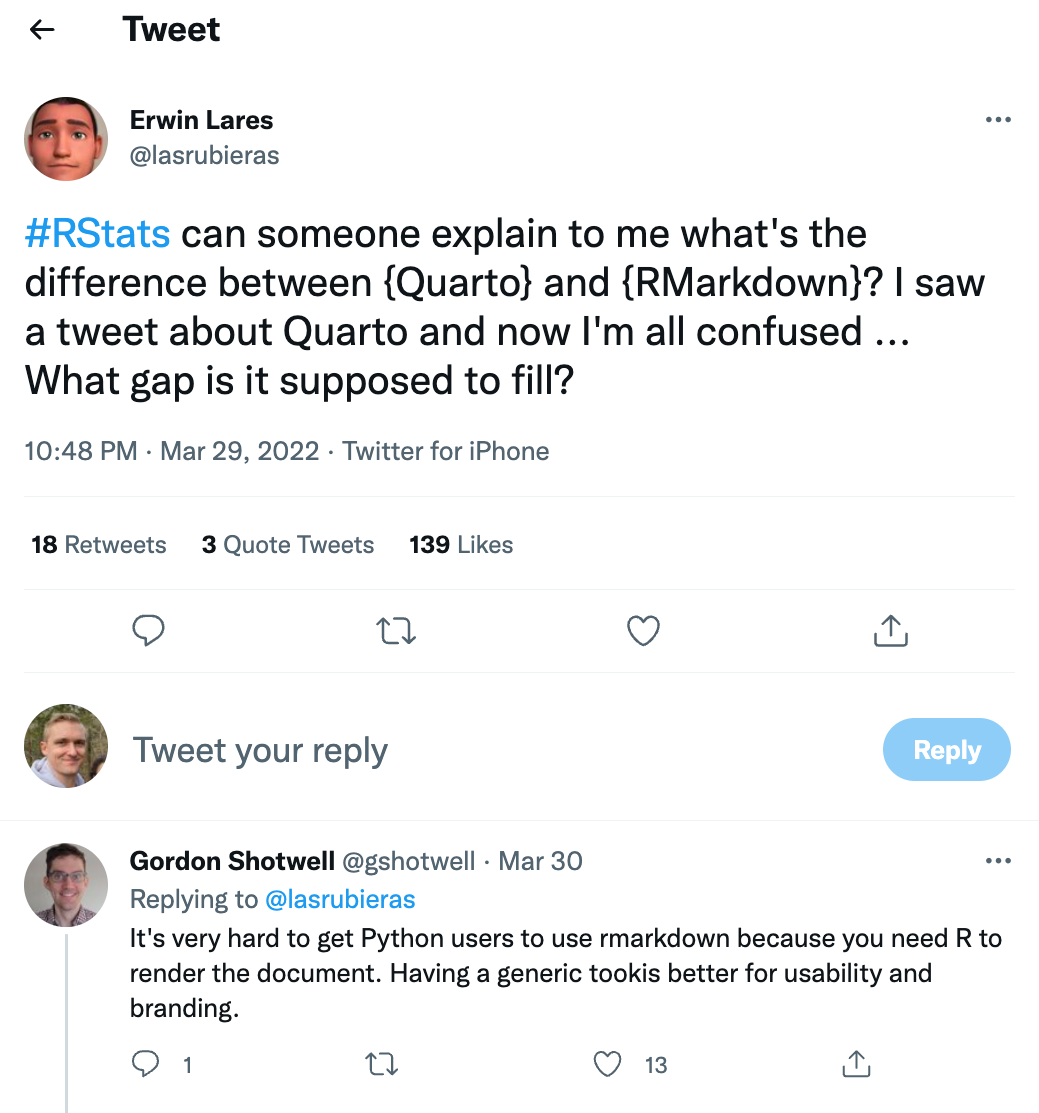 Tweet
Erwin Lares
@lasrubieras
#RStats can someone explain to me what's the
difference between {Quarto} and {RMarkdown}? I saw
a tweet about Quarto and now I'm all confused ...
What gap is it supposed to fill?
10:48 PM · Mar 29, 2022 · Twitter for iPhone
18 Retweets 3 Quote Tweets 139 Likes
Tweet your reply
Reply
Gordon Shotwell @gshotwell · Mar 30
Replying to @lasrubieras
It's very hard to get Python users to use rmarkdown because you need R to
render the document. Having a generic tookis better for usability and
branding.
1 13